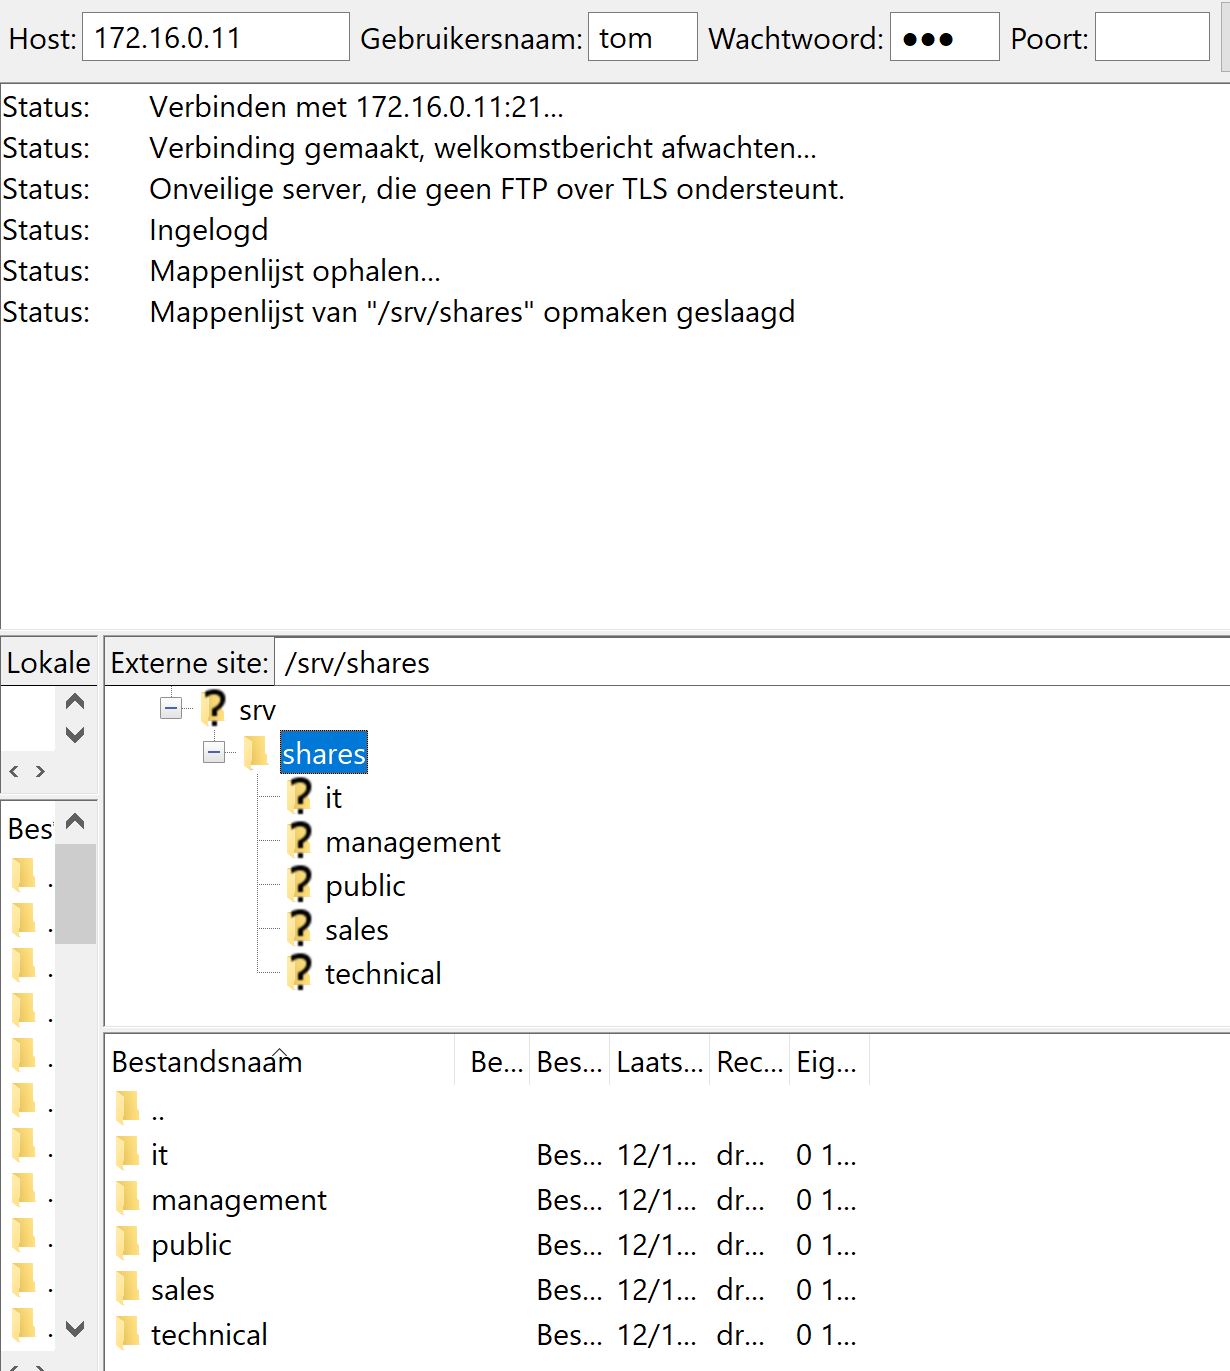 Host: 172.16.0.11 Gebruikersnaam: tom Wachtwoord: ●●● Poort:
Status: Verbinden met 172.16.0.11:21...
Status: Verbinding gemaakt, welkomstbericht afwachten...
Status: Onveilige server, die geen FTP over TLS ondersteunt.
Status: Ingelogd
Status: Mappenlijst ophalen...
Status: Mappenlijst van "/srv/shares" opmaken geslaagd
Lokale
Externe site: /srv/shares
srv
shares
it
management
public
sales
technical
Bes
Bestandsnaam Be... Bes... Laats... Rec... Eig...
..
it Bes... 12/1... dr... 0 1...
management Bes... 12/1... dr... 0 1...
public Bes... 12/1... dr... 0 1...
sales Bes... 12/1... dr... 0 1...
technical Bes... 12/1... dr... 0 1...